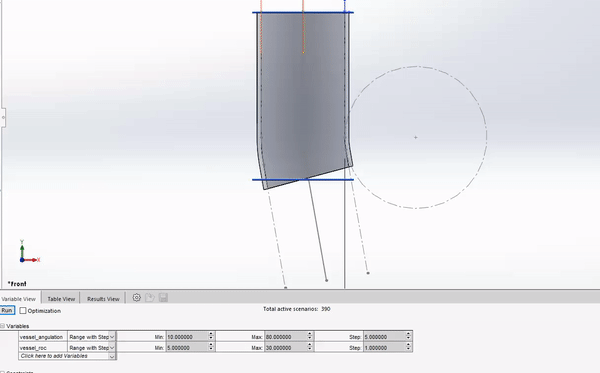 Y
X
*Front
Variable View Table View Results View
Run Optimization Total active scenarios: 390
Variables
vessel_angulation Range with Step Min: 10.000000 Max: 80.000000 Step: 5.000000
vessel_roc Range with Step Min: 5.000000 Max: 30.000000 Step: 1.000000
Click here to add Variables